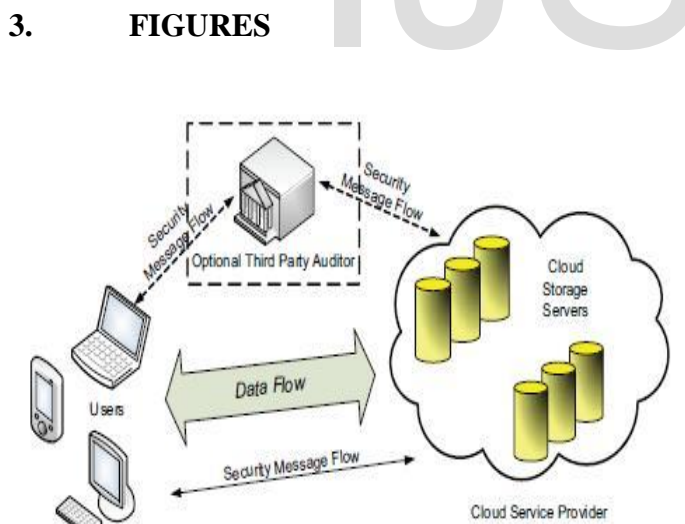 3. FIGURES
Security
Message Flow
Security
Message Flow
Optional Third Party Auditor
Cloud
Storage
Servers
Data Flow
Users
Security Message Flow
Cloud Service Provider